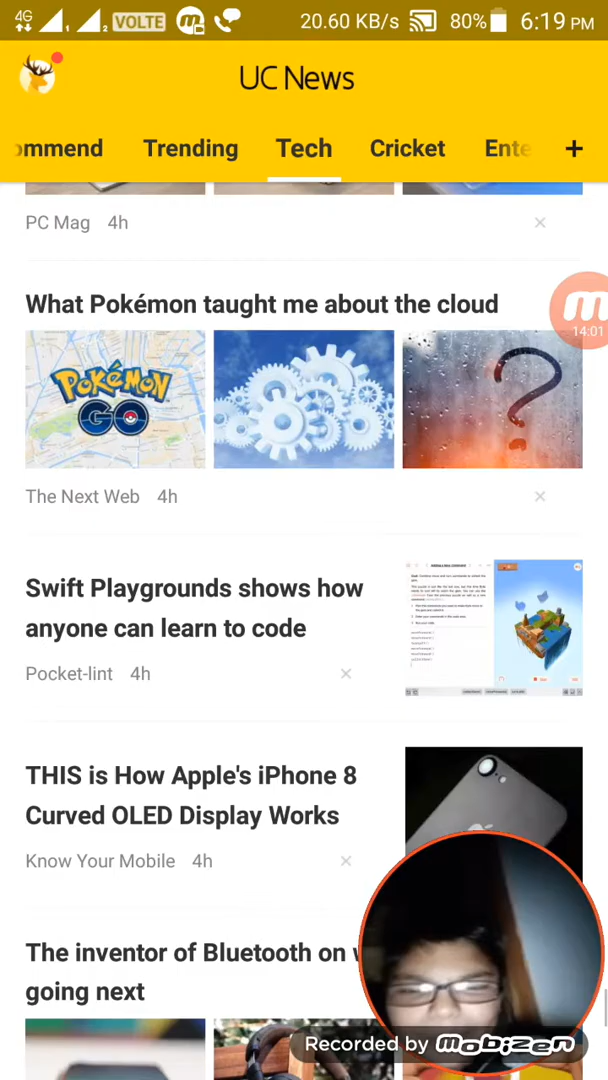 4G VOLTE 20.60 KB/s 80% 6:19 PM
UC News
ommend Trending Tech Cricket Ente +
PC Mag 4h
14:01
What Pokémon taught me about the cloud
POKÉMON
GO
?
The Next Web 4h
Swift Playgrounds shows how
anyone can learn to code
Pocket-lint 4h
THIS is How Apple's iPhone 8
Curved OLED Display Works
Know Your Mobile 4h
The inventor of Bluetooth on
going next
Recorded by mobizen